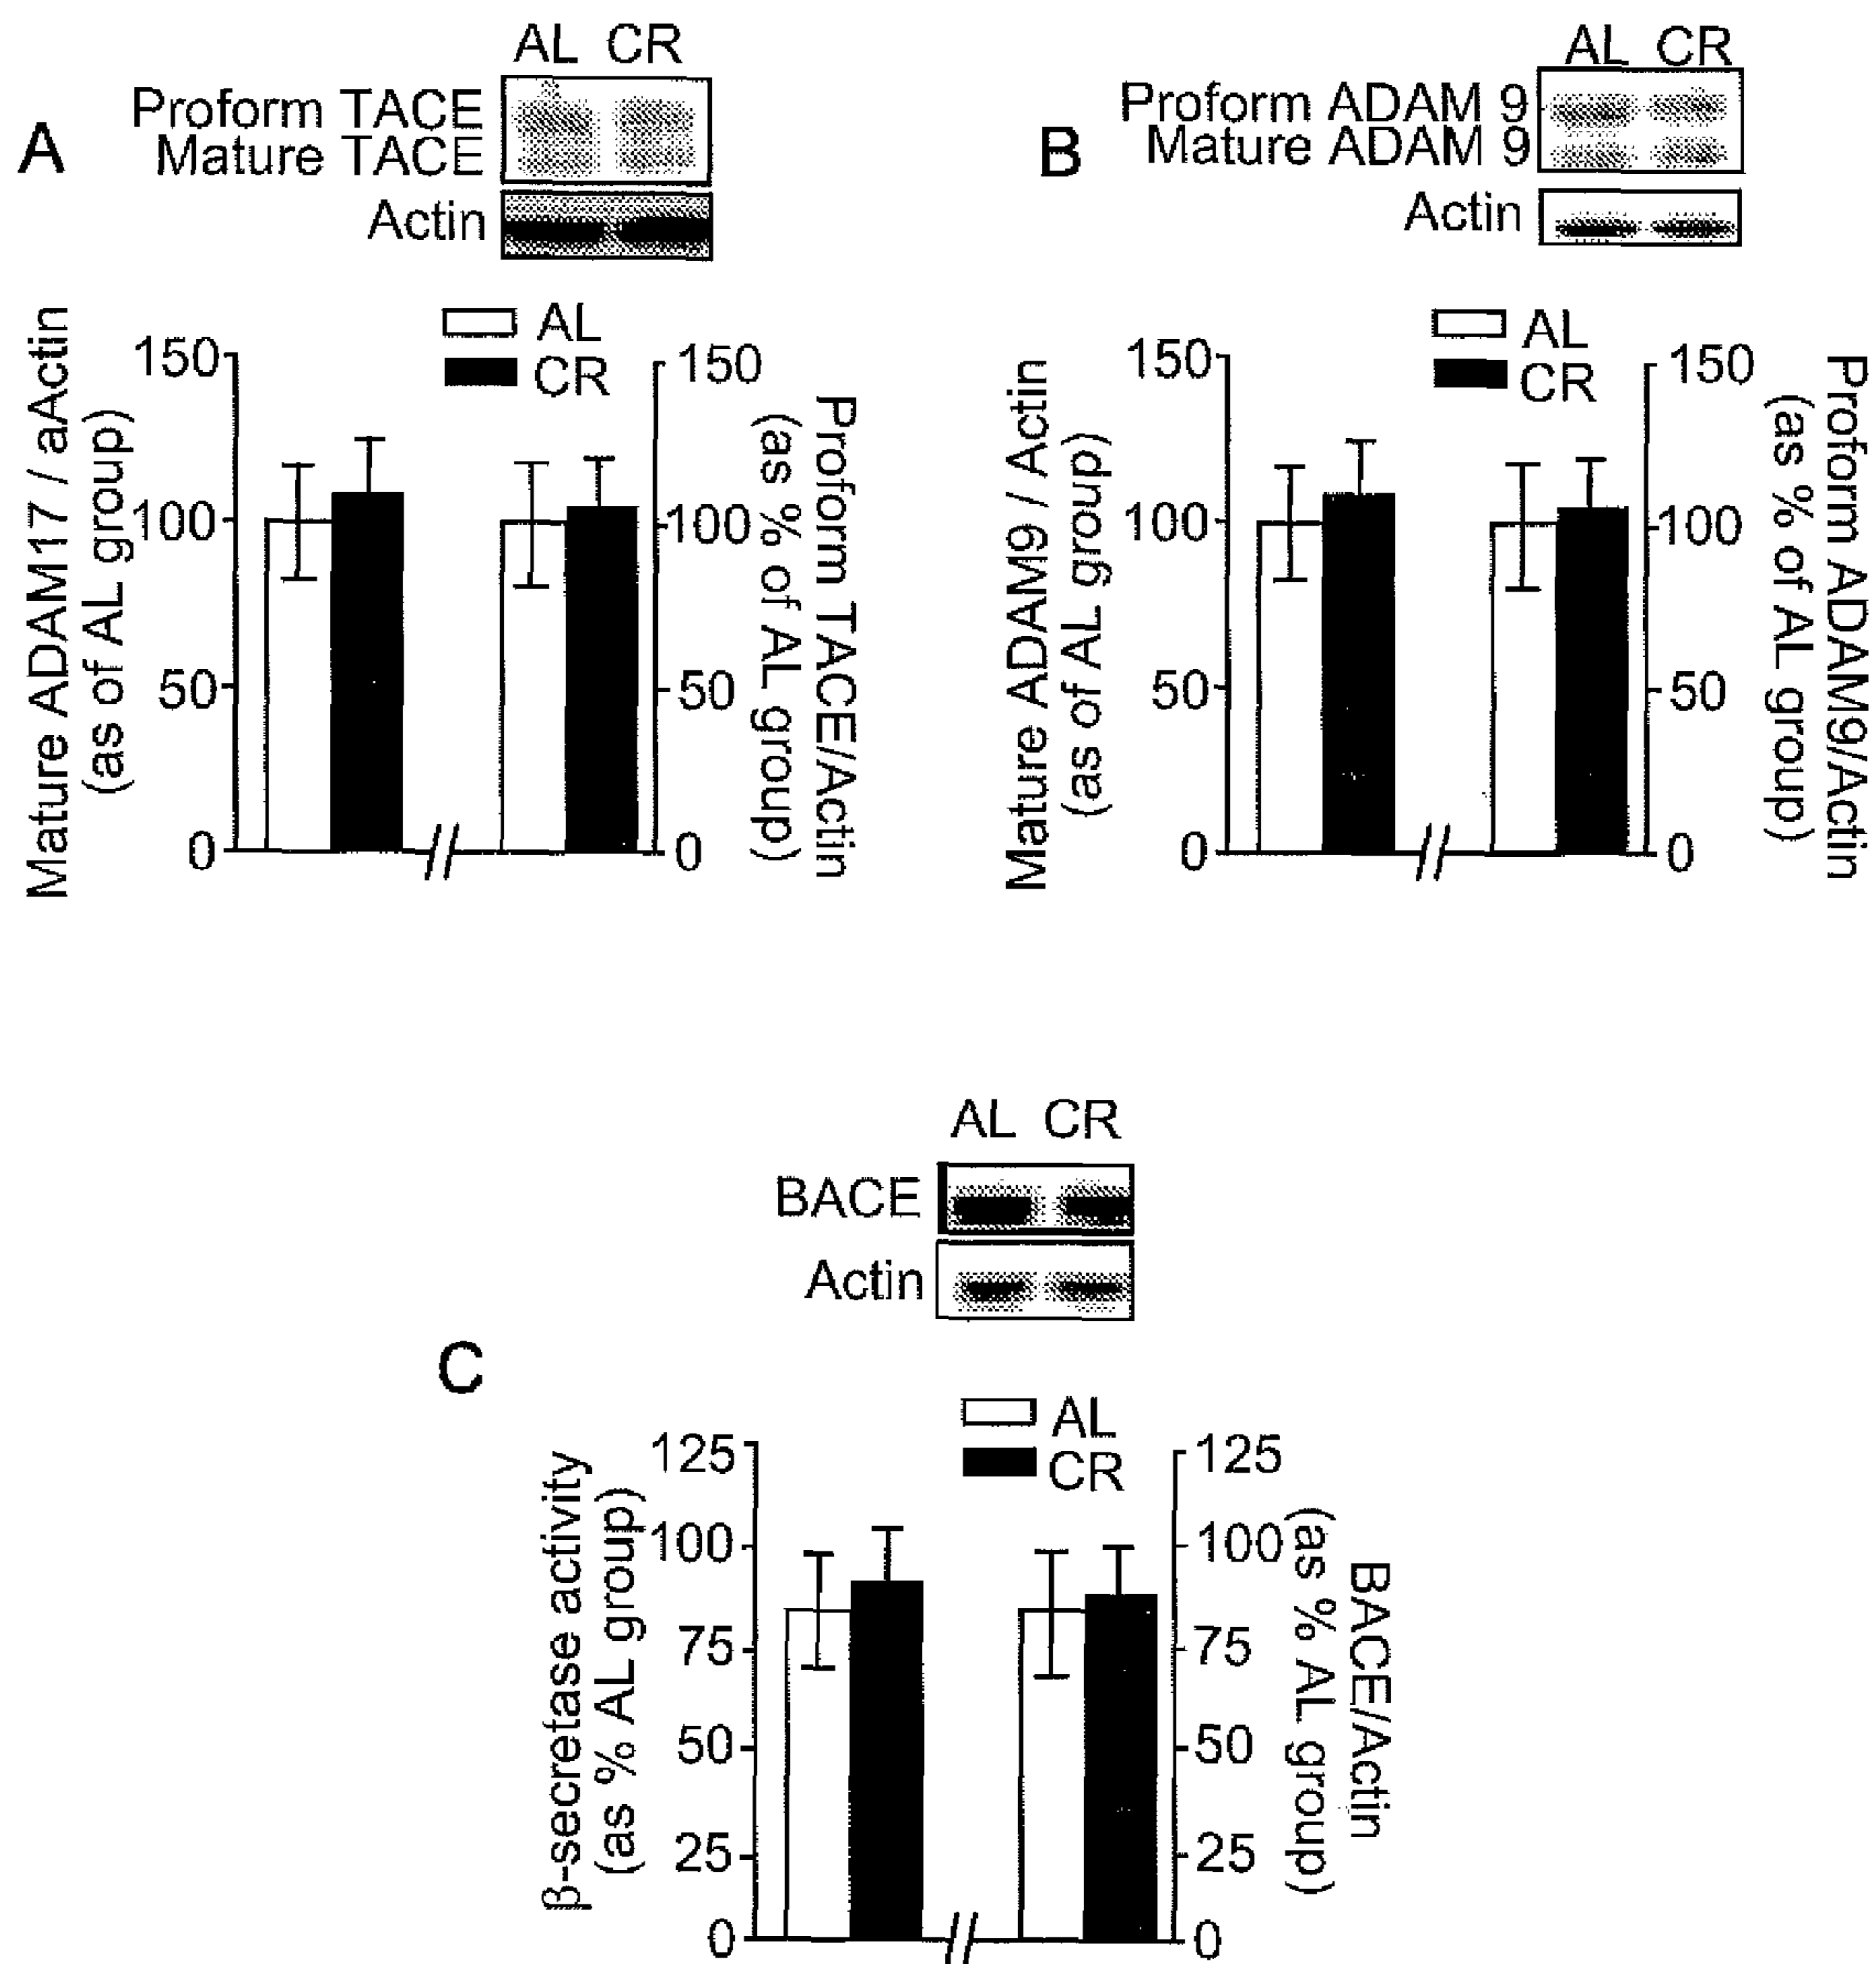 A
AL CR
Proform TACE
Mature TACE
Actin
AL
CR
Mature ADAM17 / aActin
(as of AL group)
150
100
50
0
150
100
50
0
Proform TACE/Actin
(as % of AL group)
B
AL CR
Proform ADAM 9
Mature ADAM 9
Actin
AL
CR
Mature ADAM9 / Actin
(as of AL group)
150
100
50
0
150
100
50
0
Proform ADAM9/Actin
(as % of AL group)
AL CR
BACE
Actin
C
AL
CR
β-secretase activity
(as % AL group)
125
100
75
50
25
0
125
100
75
50
25
0
BACE/Actin
(as % AL group)